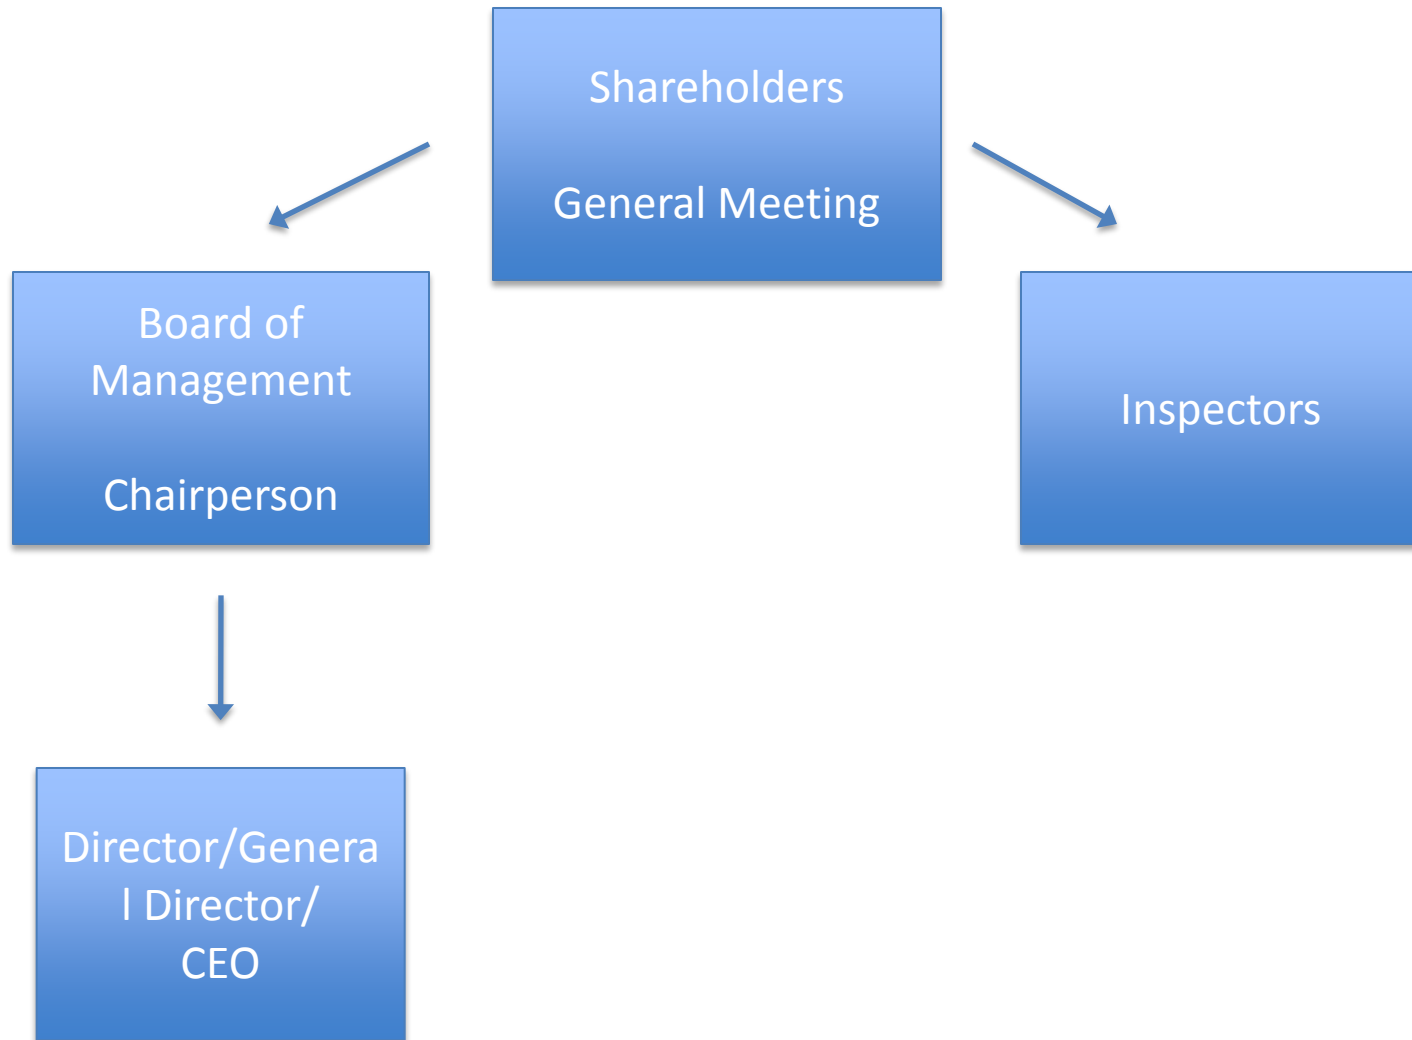 Shareholders
General Meeting
Board of
Management
Chairperson
Inspectors
Director/Genera
l Director/
CEO